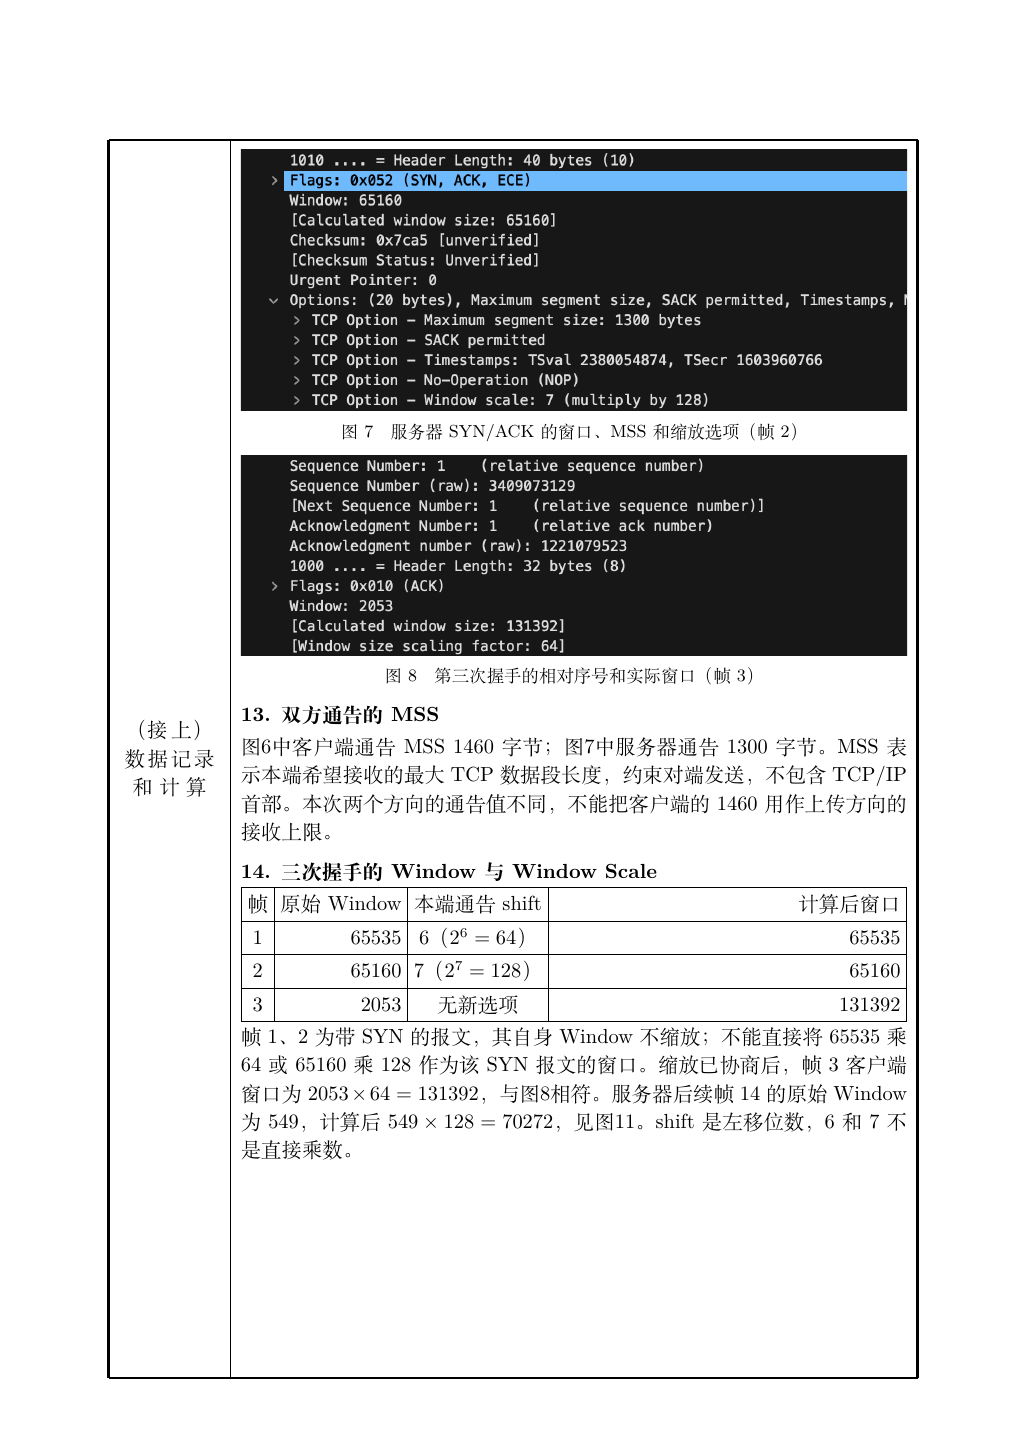 1010 .... = Header Length: 40 bytes (10)
Flags: 0x052 (SYN, ACK, ECE)
Window: 65160
[Calculated window size: 65160]
Checksum: 0x7ca5 [unverified]
[Checksum Status: Unverified]
Urgent Pointer: 0
Options: (20 bytes), Maximum segment size, SACK permitted, Timestamps,
TCP Option – Maximum segment size: 1300 bytes
TCP Option – SACK permitted
TCP Option – Timestamps: TSval 2380054874, TSecr 1603960766
TCP Option – No-Operation (NOP)
TCP Option – Window scale: 7 (multiply by 128)
图 7 服务器 SYN/ACK 的窗口、MSS 和缩放选项（帧 2）
Sequence Number: 1 (relative sequence number)
Sequence Number (raw): 3409073129
[Next Sequence Number: 1 (relative sequence number)]
Acknowledgment Number: 1 (relative ack number)
Acknowledgment number (raw): 1221079523
1000 .... = Header Length: 32 bytes (8)
Flags: 0x010 (ACK)
Window: 2053
[Calculated window size: 131392]
[Window size scaling factor: 64]
图 8 第三次握手的相对序号和实际窗口（帧 3）
（接上）
数据记录
和计算
13. 双方通告的 MSS
图6中客户端通告 MSS 1460 字节；图7中服务器通告 1300 字节。MSS 表
示本端希望接收的最大 TCP 数据段长度，约束对端发送，不包含 TCP/IP
首部。本次两个方向的通告值不同，不能把客户端的 1460 用作上传方向的
接收上限。
14. 三次握手的 Window 与 Window Scale
帧 原始 Window 本端通告 shift 计算后窗口
1 65535 6（2⁶ = 64） 65535
2 65160 7（2⁷ = 128） 65160
3 2053 无新选项 131392
帧 1、2 为带 SYN 的报文，其自身 Window 不缩放；不能直接将 65535 乘
64 或 65160 乘 128 作为该 SYN 报文的窗口。缩放已协商后，帧 3 客户端
窗口为 2053 × 64 = 131392，与图8相符。服务器后续帧 14 的原始 Window
为 549，计算后 549 × 128 = 70272，见图11。shift 是左移位数，6 和 7 不
是直接乘数。